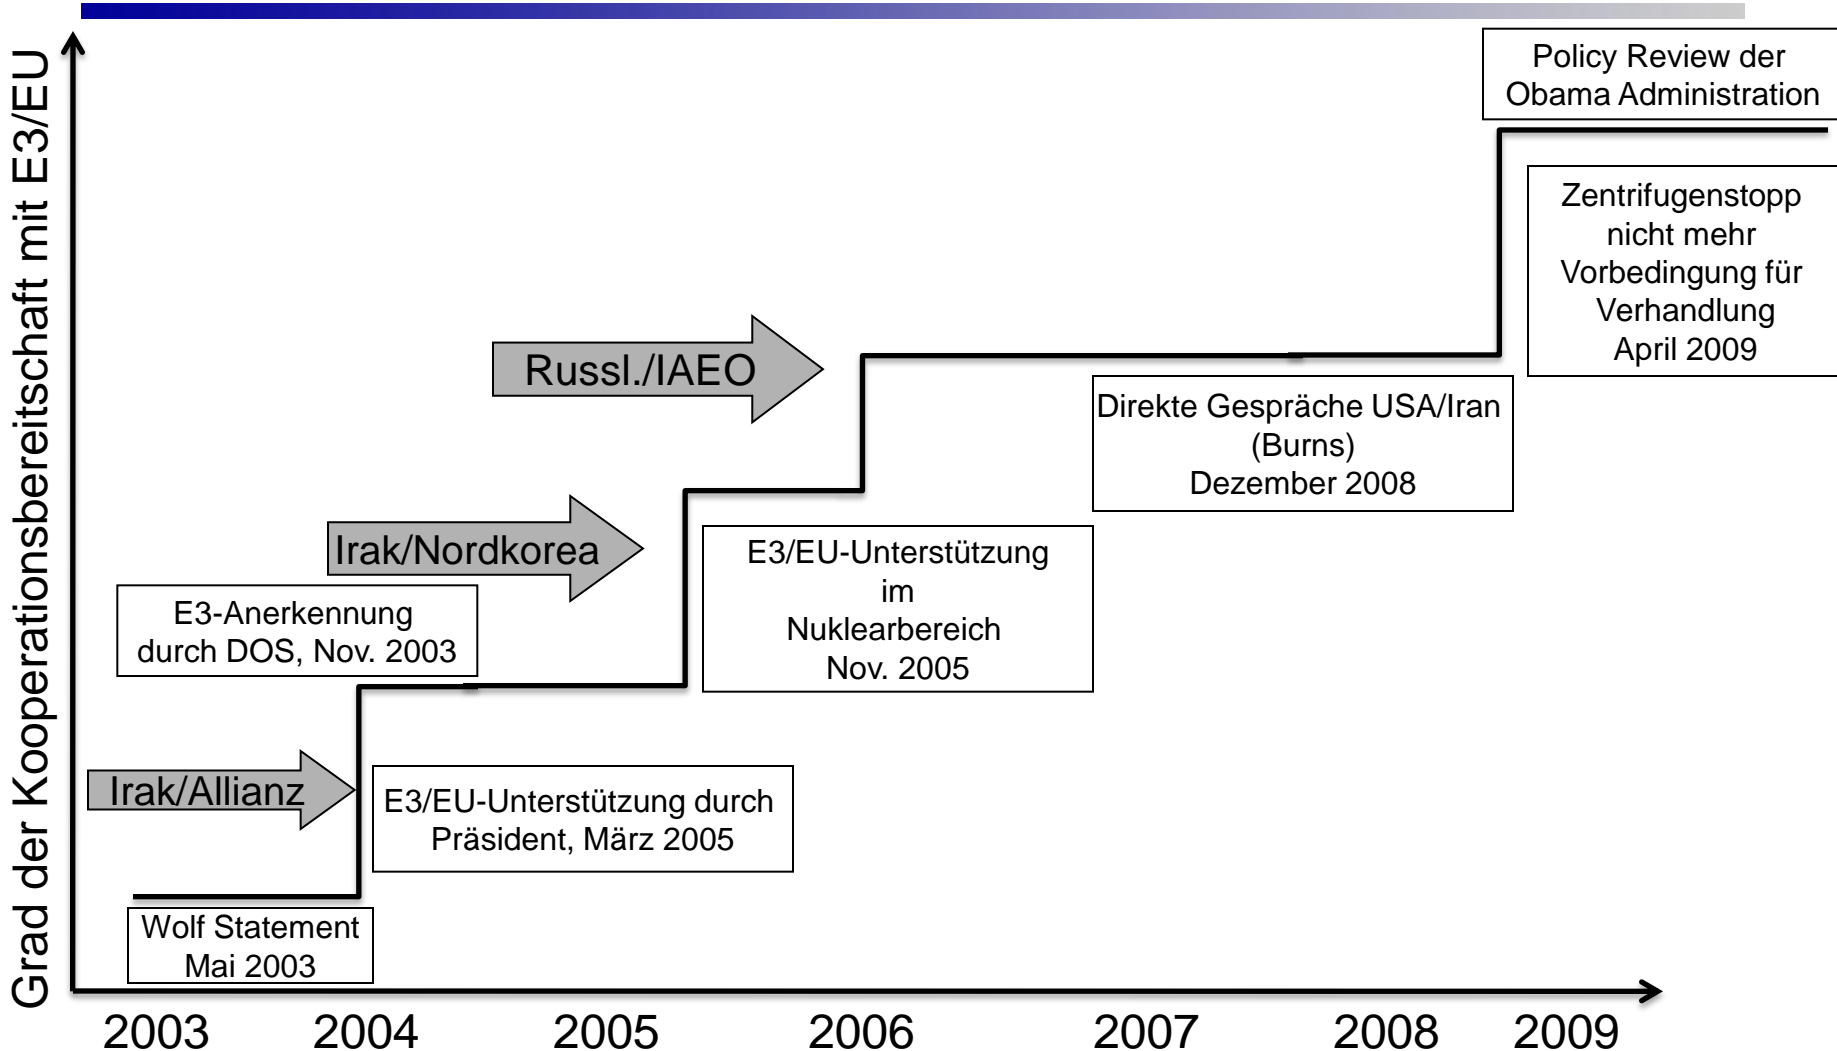 Grad der Kooperationsbereitschaft mit E3/EU
Policy Review der
Obama Administration
Zentrifugenstopp
nicht mehr
Vorbedingung für
Verhandlung
April 2009
Russl./IAEO
Direkte Gespräche USA/Iran
(Burns)
Dezember 2008
Irak/Nordkorea
E3/EU-Unterstützung
im
Nuklearbereich
Nov. 2005
E3-Anerkennung
durch DOS, Nov. 2003
Irak/Allianz
E3/EU-Unterstützung durch
Präsident, März 2005
Wolf Statement
Mai 2003
2003 2004 2005 2006 2007 2008 2009